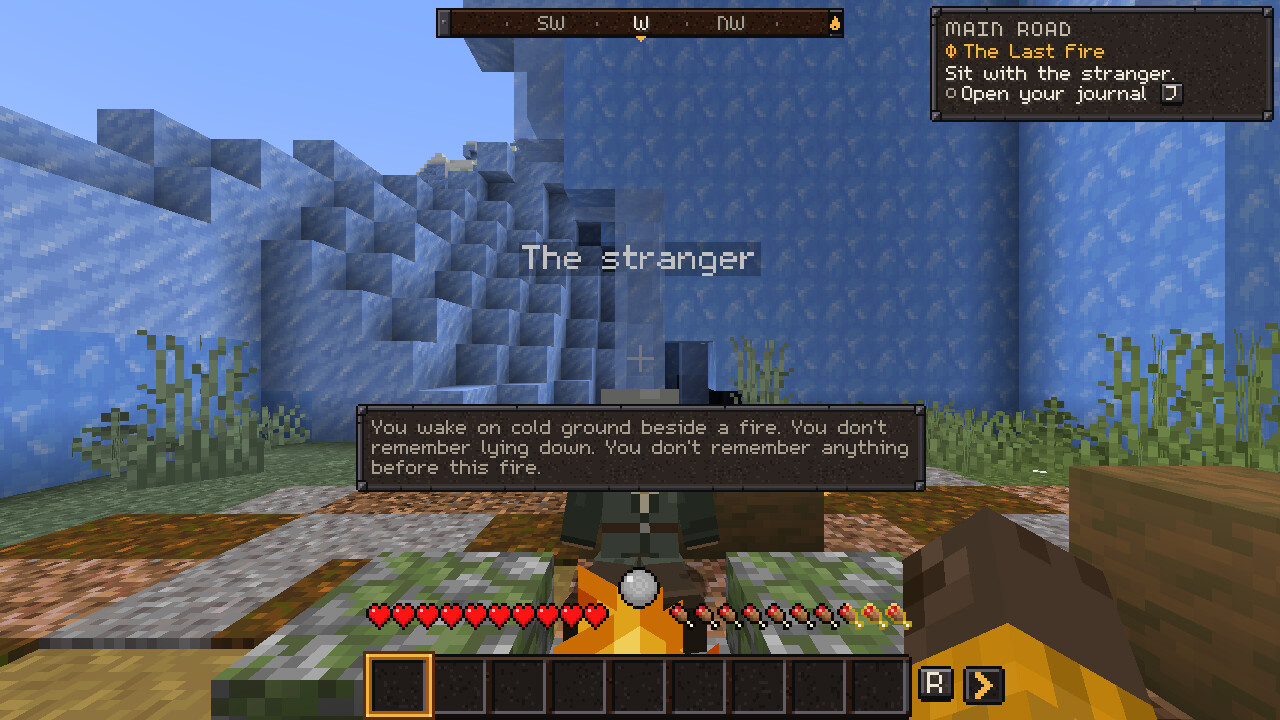 SW W NW
MAIN ROAD
The Last Fire
Sit with the stranger.
Open your journal J
The stranger
You wake on cold ground beside a fire. You don't
remember lying down. You don't remember anything
before this fire.
R